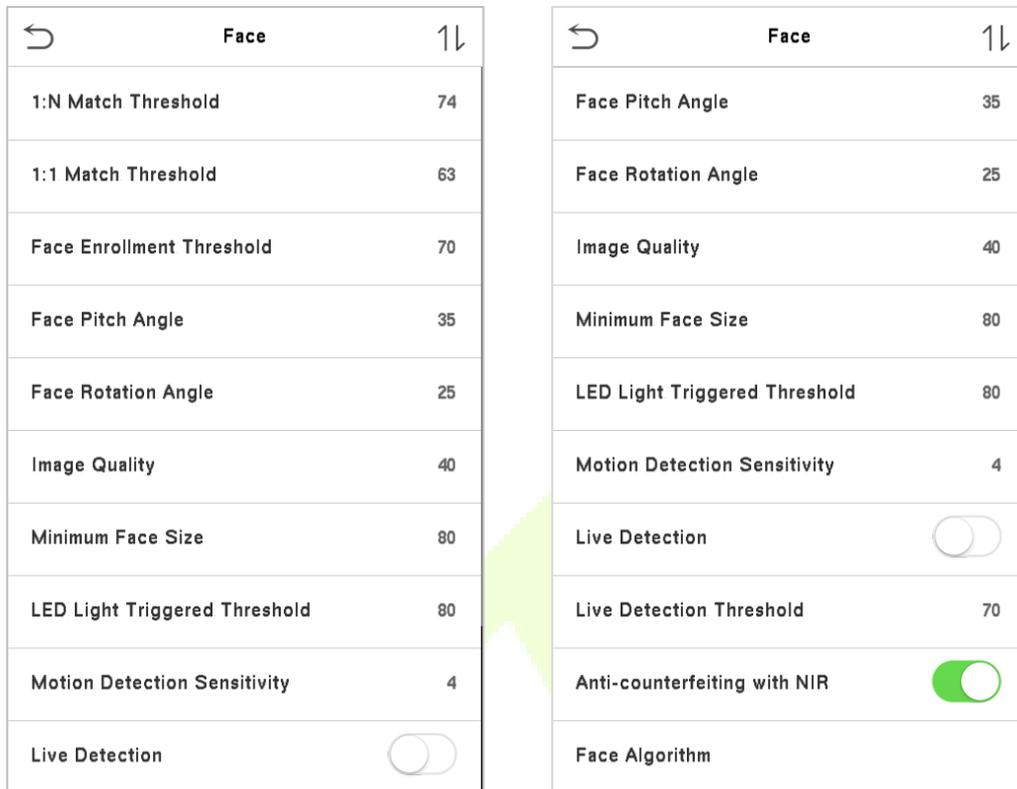 Face
1:N Match Threshold 74
1:1 Match Threshold 63
Face Enrollment Threshold 70
Face Pitch Angle 35
Face Rotation Angle 25
Image Quality 40
Minimum Face Size 80
LED Light Triggered Threshold 80
Motion Detection Sensitivity 4
Live Detection
Face
Face Pitch Angle 35
Face Rotation Angle 25
Image Quality 40
Minimum Face Size 80
LED Light Triggered Threshold 80
Motion Detection Sensitivity 4
Live Detection
Live Detection Threshold 70
Anti-counterfeiting with NIR
Face Algorithm